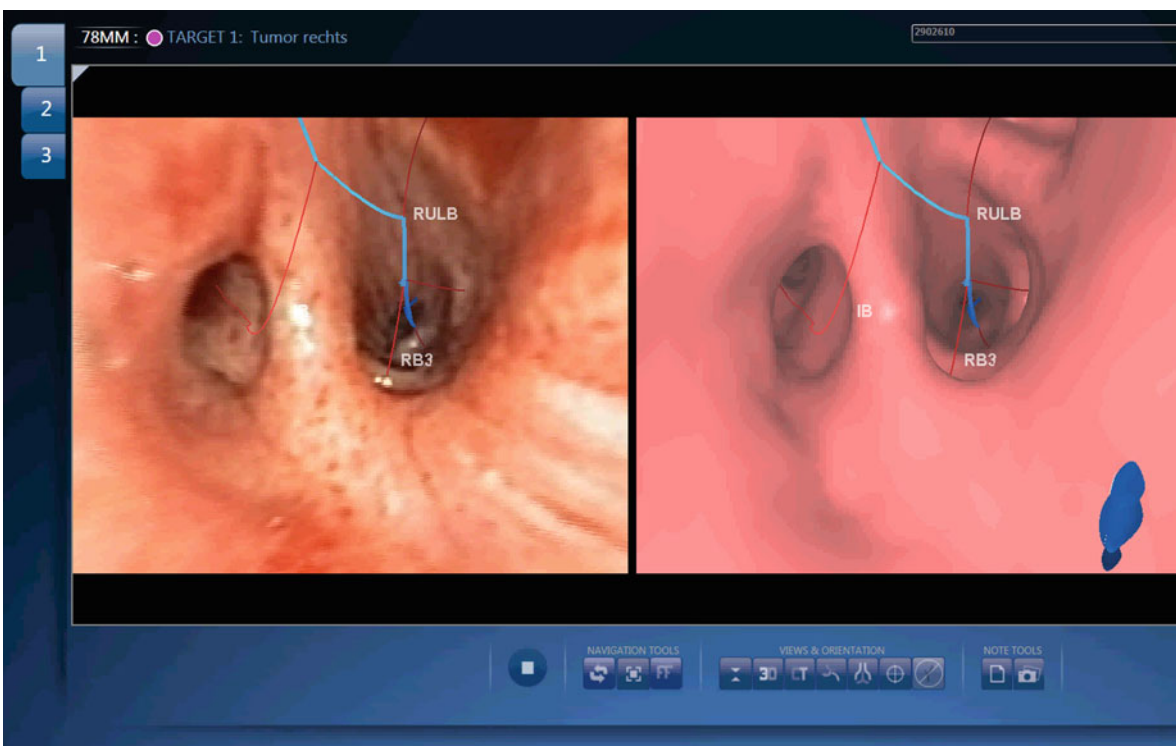 1
78MM : TARGET 1: Tumor rechts
2902610
2
3
RULB
RB3
RULB
IB
RB3
NAVIGATION TOOLS
VIEWS & ORIENTATION
NOTE TOOLS
FF
3D
CT